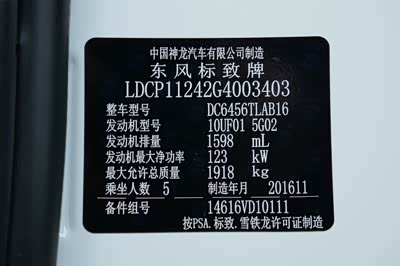 中国神龙汽车有限公司制造
东风标致牌
LDCP11242G4003403
整车型号 DC6456TLAB16
发动机型号 10UF01 5G02
发动机排量 1598 mL
发动机最大净功率 123 kW
最大允许总质量 1918 kg
乘坐人数 5 制造年月 201611
备件组号 14616VD10111
按PSA.标致.雪铁龙许可证制造